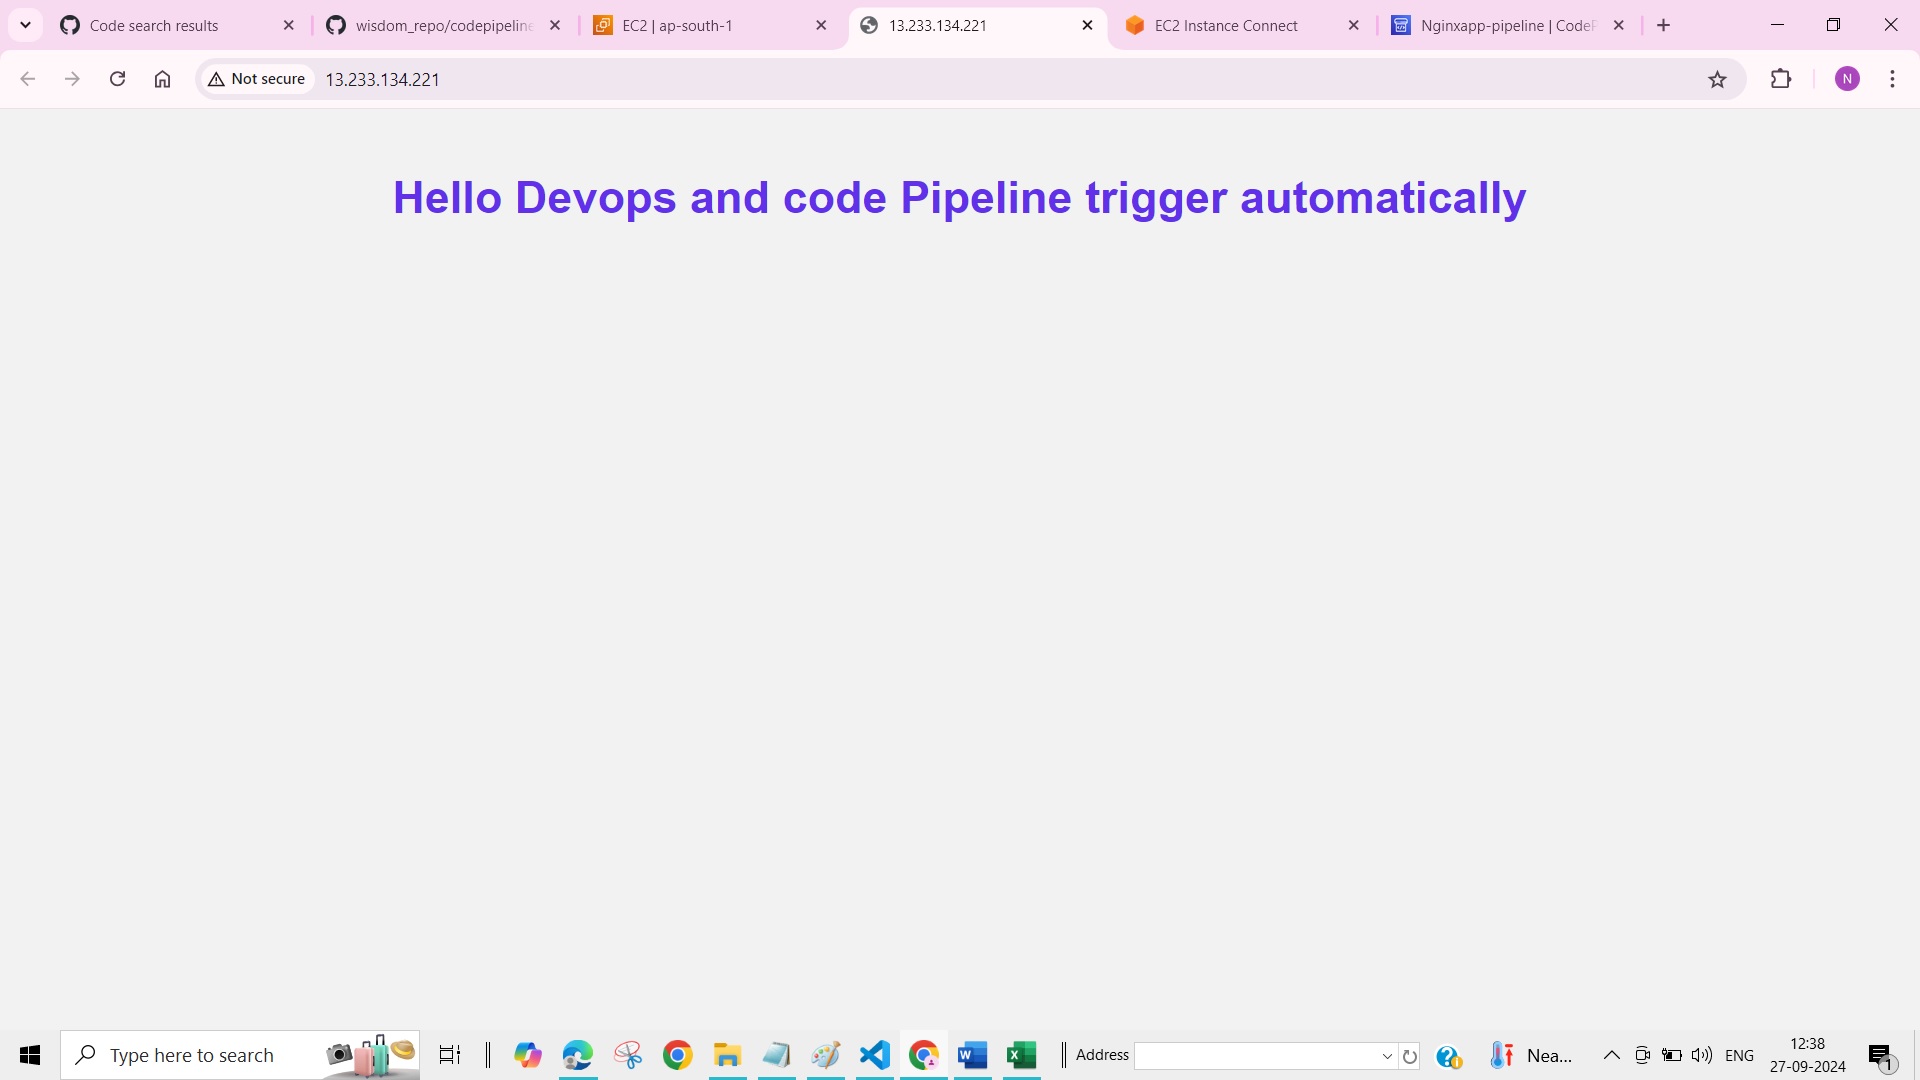 Code search results
wisdom_repo/codepipeline
EC2 | ap-south-1
13.233.134.221
EC2 Instance Connect
Nginxapp-pipeline | CodeP
Not secure
13.233.134.221
N
Hello Devops and code Pipeline trigger automatically
Type here to search
Address
Nea...
ENG
12:38
27-09-2024
1